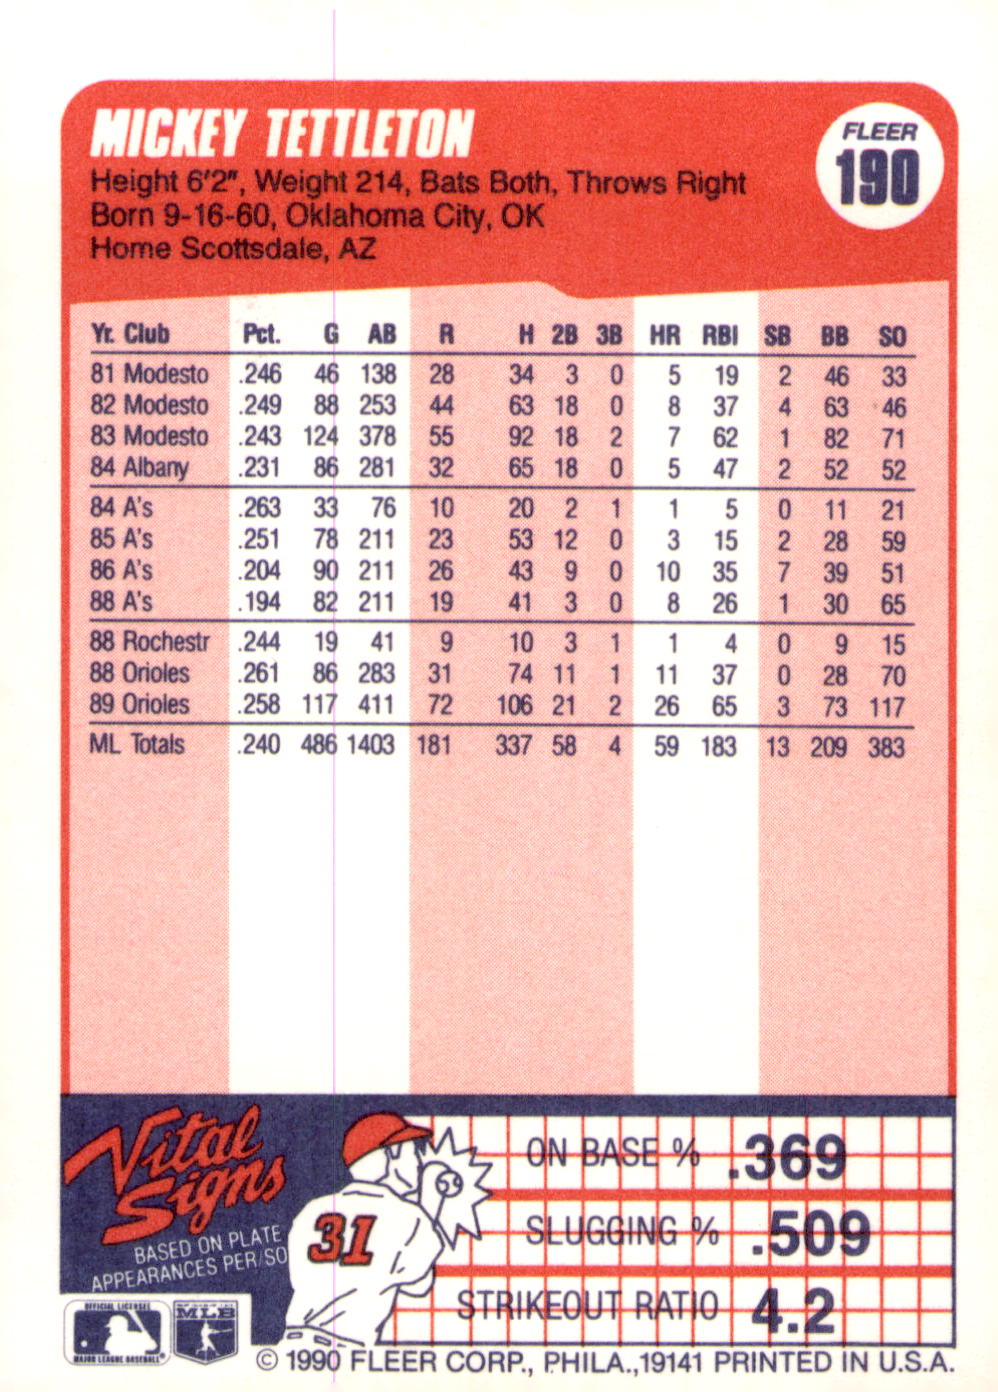 MICKEY TETTLETON
FLEER
190
Height 6'2", Weight 214, Bats Both, Throws Right
Born 9-16-60, Oklahoma City, OK
Home Scottsdale, AZ
Yr. Club Pct. G AB R H 2B 3B HR RBI SB BB SO
81 Modesto .246 46 138 28 34 3 0 5 19 2 46 33
82 Modesto .249 88 253 44 63 18 0 8 37 4 63 46
83 Modesto .243 124 378 55 92 18 2 7 62 1 82 71
84 Albany .231 86 281 32 65 18 0 5 47 2 52 52
84 A's .263 33 76 10 20 2 1 1 5 0 11 21
85 A's .251 78 211 23 53 12 0 3 15 2 28 59
86 A's .204 90 211 26 43 9 0 10 35 7 39 51
88 A's .194 82 211 19 41 3 0 8 26 1 30 65
88 Rochestr .244 19 41 9 10 3 1 1 4 0 9 15
88 Orioles .261 86 283 31 74 11 1 11 37 0 28 70
89 Orioles .258 117 411 72 106 21 2 26 65 3 73 117
ML Totals .240 486 1403 181 337 58 4 59 183 13 209 383
Vital
Signs
BASED ON PLATE
APPEARANCES PER/SO
31
ON BASE % .369
SLUGGING % .509
STRIKEOUT RATIO 4.2
OFFICIAL LICENSEE
MAJOR LEAGUE BASEBALL
MLB
© 1990 FLEER CORP., PHILA.,19141 PRINTED IN U.S.A.